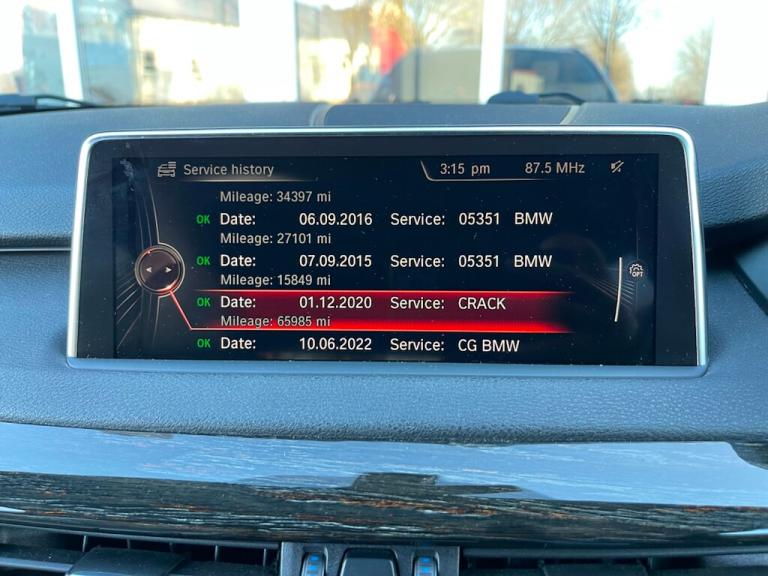 Service history 3:15 pm 87.5 MHz
Mileage: 34397 mi
OK Date: 06.09.2016 Service: 05351 BMW
Mileage: 27101 mi
OK Date: 07.09.2015 Service: 05351 BMW
Mileage: 15849 mi
OK Date: 01.12.2020 Service: CRACK
Mileage: 65985 mi
OK Date: 10.06.2022 Service: CG BMW
OPT